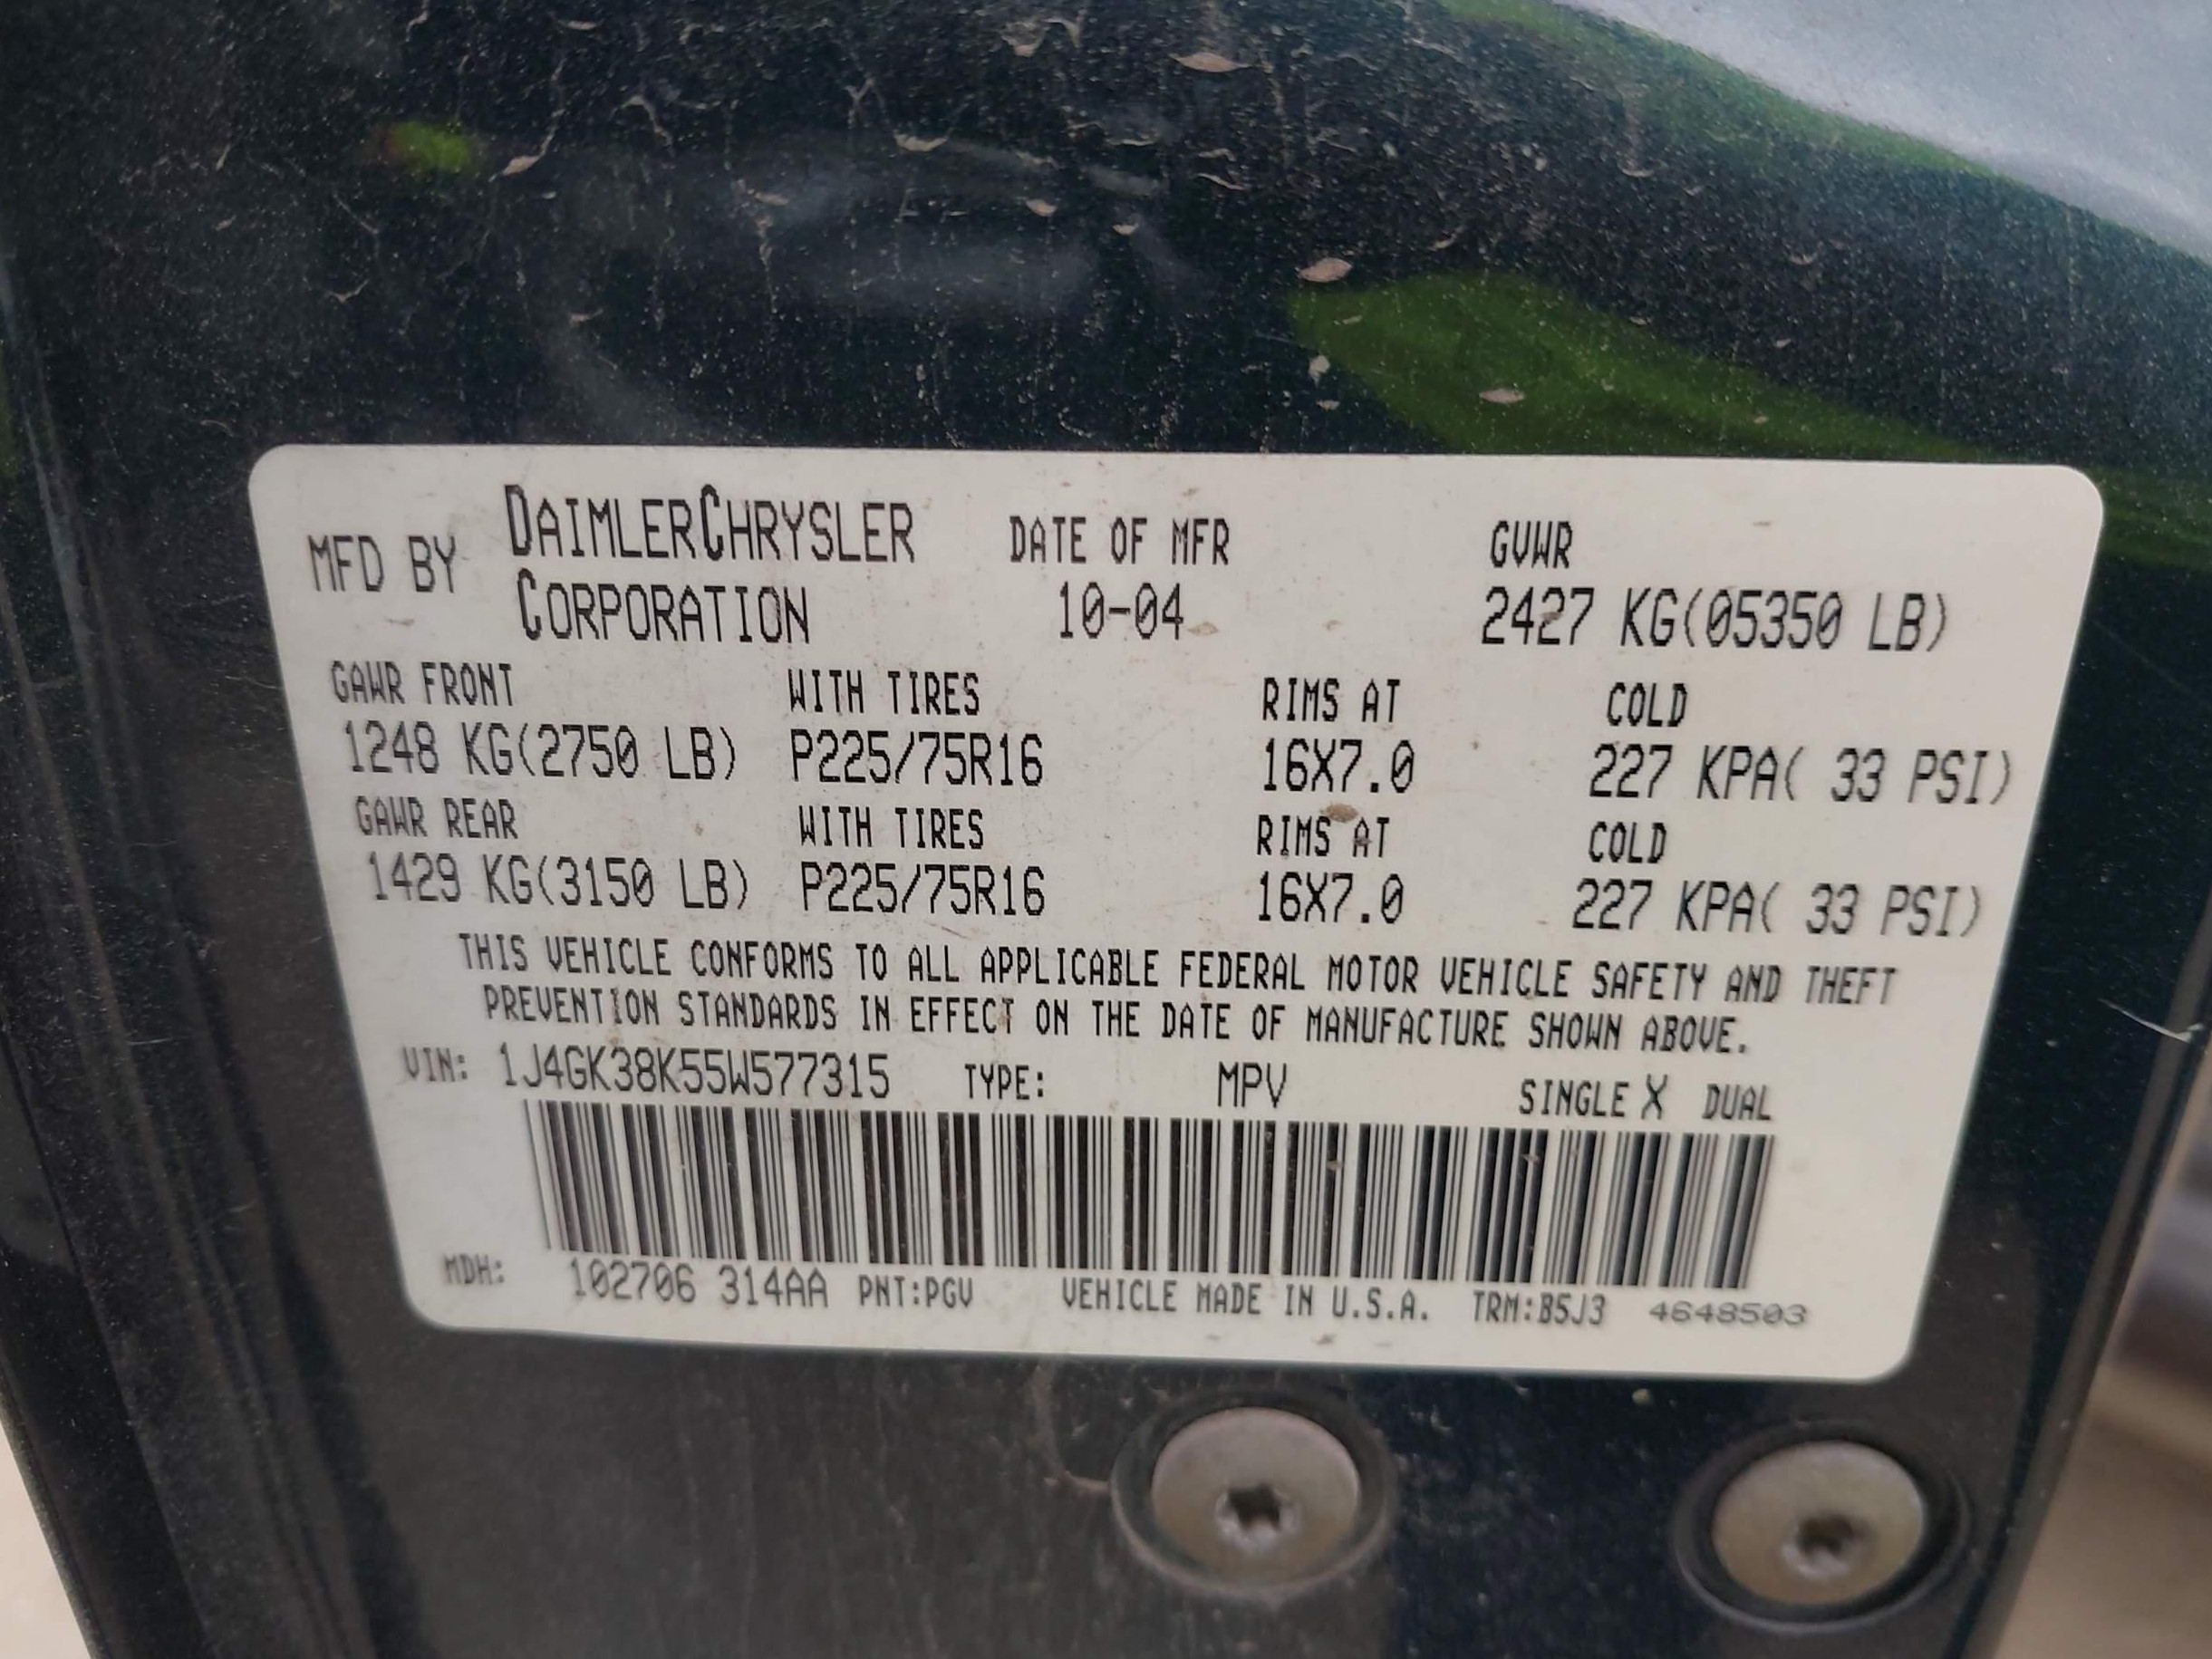 MFD BY DAIMLERCHRYSLER CORPORATION DATE OF MFR 10-04 GVWR 2427 KG(05350 LB)
GAWR FRONT WITH TIRES RIMS AT COLD
1248 KG(2750 LB) P225/75R16 16X7.0 227 KPA( 33 PSI)
GAWR REAR WITH TIRES RIMS AT COLD
1429 KG(3150 LB) P225/75R16 16X7.0 227 KPA( 33 PSI)
THIS VEHICLE CONFORMS TO ALL APPLICABLE FEDERAL MOTOR VEHICLE SAFETY AND THEFT
PREVENTION STANDARDS IN EFFECT ON THE DATE OF MANUFACTURE SHOWN ABOVE.
VIN: 1J4GK38K55W577315 TYPE: MPV SINGLE X DUAL
MDH: 102706 314AA PNT:PGV VEHICLE MADE IN U.S.A. TRM:B5J3 4648503